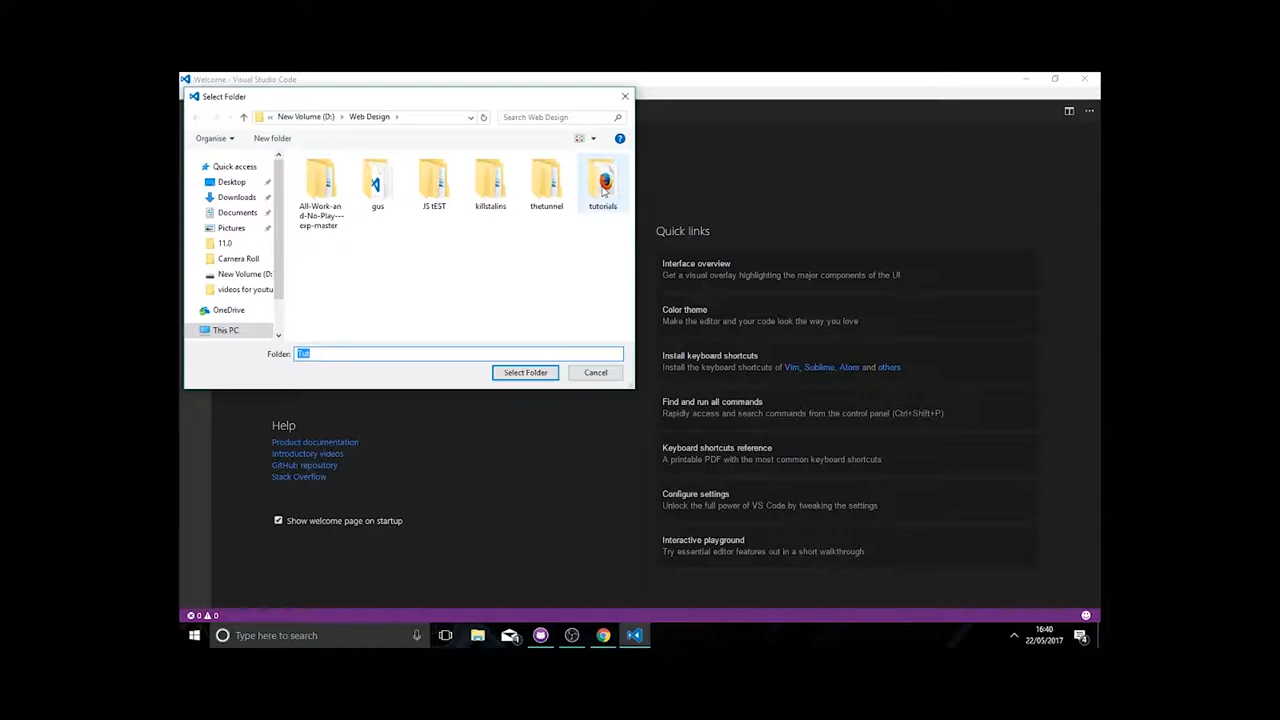 Welcome - Visual Studio Code
Select Folder
« New Volume (D:) › Web Design ›
Search Web Design
Organise
New folder
Quick access
Desktop
Downloads
Documents
Pictures
11.0
Camera Roll
New Volume (D:
videos for youtu
OneDrive
This PC
All-Work-an
d-No-Play---
exp-master
gus
JS tEST
killstalins
thetunnel
tutorials
Folder: Tut
Select Folder
Cancel
Help
Product documentation
Introductory videos
GitHub repository
Stack Overflow
Show welcome page on startup
Quick links
Interface overview
Get a visual overlay highlighting the major components of the UI
Color theme
Make the editor and your code look the way you love
Install keyboard shortcuts
Install the keyboard shortcuts of Vim, Sublime, Atom and others
Find and run all commands
Rapidly access and search commands from the control panel (Ctrl+Shift+P)
Keyboard shortcuts reference
A printable PDF with the most common keyboard shortcuts
Configure settings
Unlock the full power of VS Code by tweaking the settings
Interactive playground
Try essential editor features out in a short walkthrough
0 0
Type here to search
16:40
22/05/2017
4